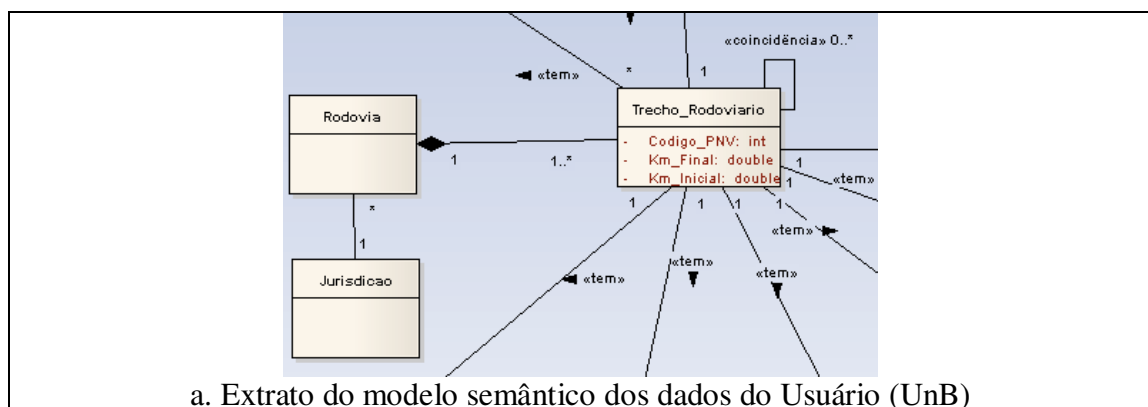 «coincidência» 0..*
«tem»
*
1
Trecho_Rodoviario
Rodovia
- Codigo_PNV: int
- Km_Final: double
- Km_Inicial: double
1
1..*
1
«tem»
1
1
1
1
1
*
«tem»
1
«tem»
«tem»
«tem»
Jurisdicao
a. Extrato do modelo semântico dos dados do Usuário (UnB)